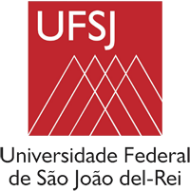 UFSJ
Universidade Federal
de São João del-Rei